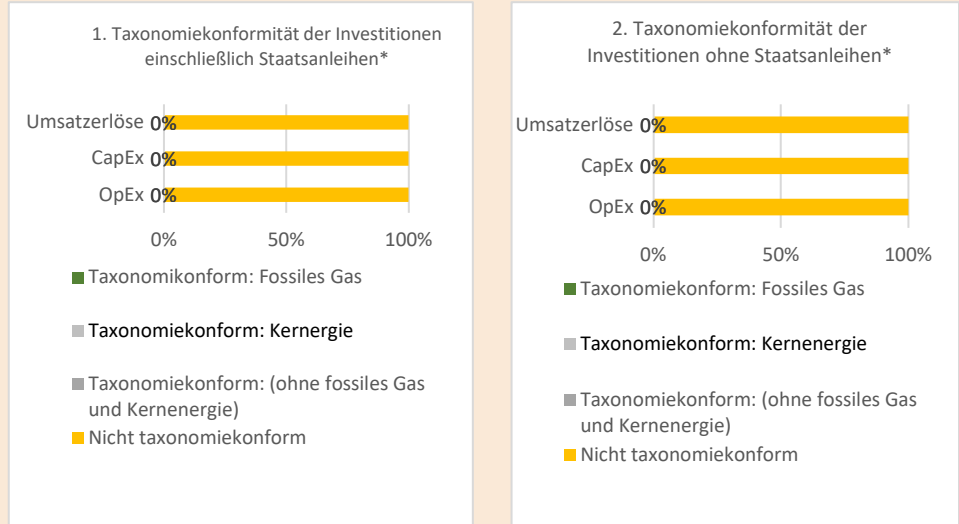 1. Taxonomiekonformität der Investitionen
einschließlich Staatsanleihen*
Umsatzerlöse 0%
CapEx 0%
OpEx 0%
0% 50% 100%
Taxonomikonform: Fossiles Gas
Taxonomiekonform: Kernergie
Taxonomiekonform: (ohne fossiles Gas
und Kernenergie)
Nicht taxonomiekonform
2. Taxonomiekonformität der
Investitionen ohne Staatsanleihen*
Umsatzerlöse 0%
CapEx 0%
OpEx 0%
0% 50% 100%
Taxonomiekonform: Fossiles Gas
Taxonomiekonform: Kernenergie
Taxonomiekonform: (ohne fossiles Gas
und Kernenergie)
Nicht taxonomiekonform